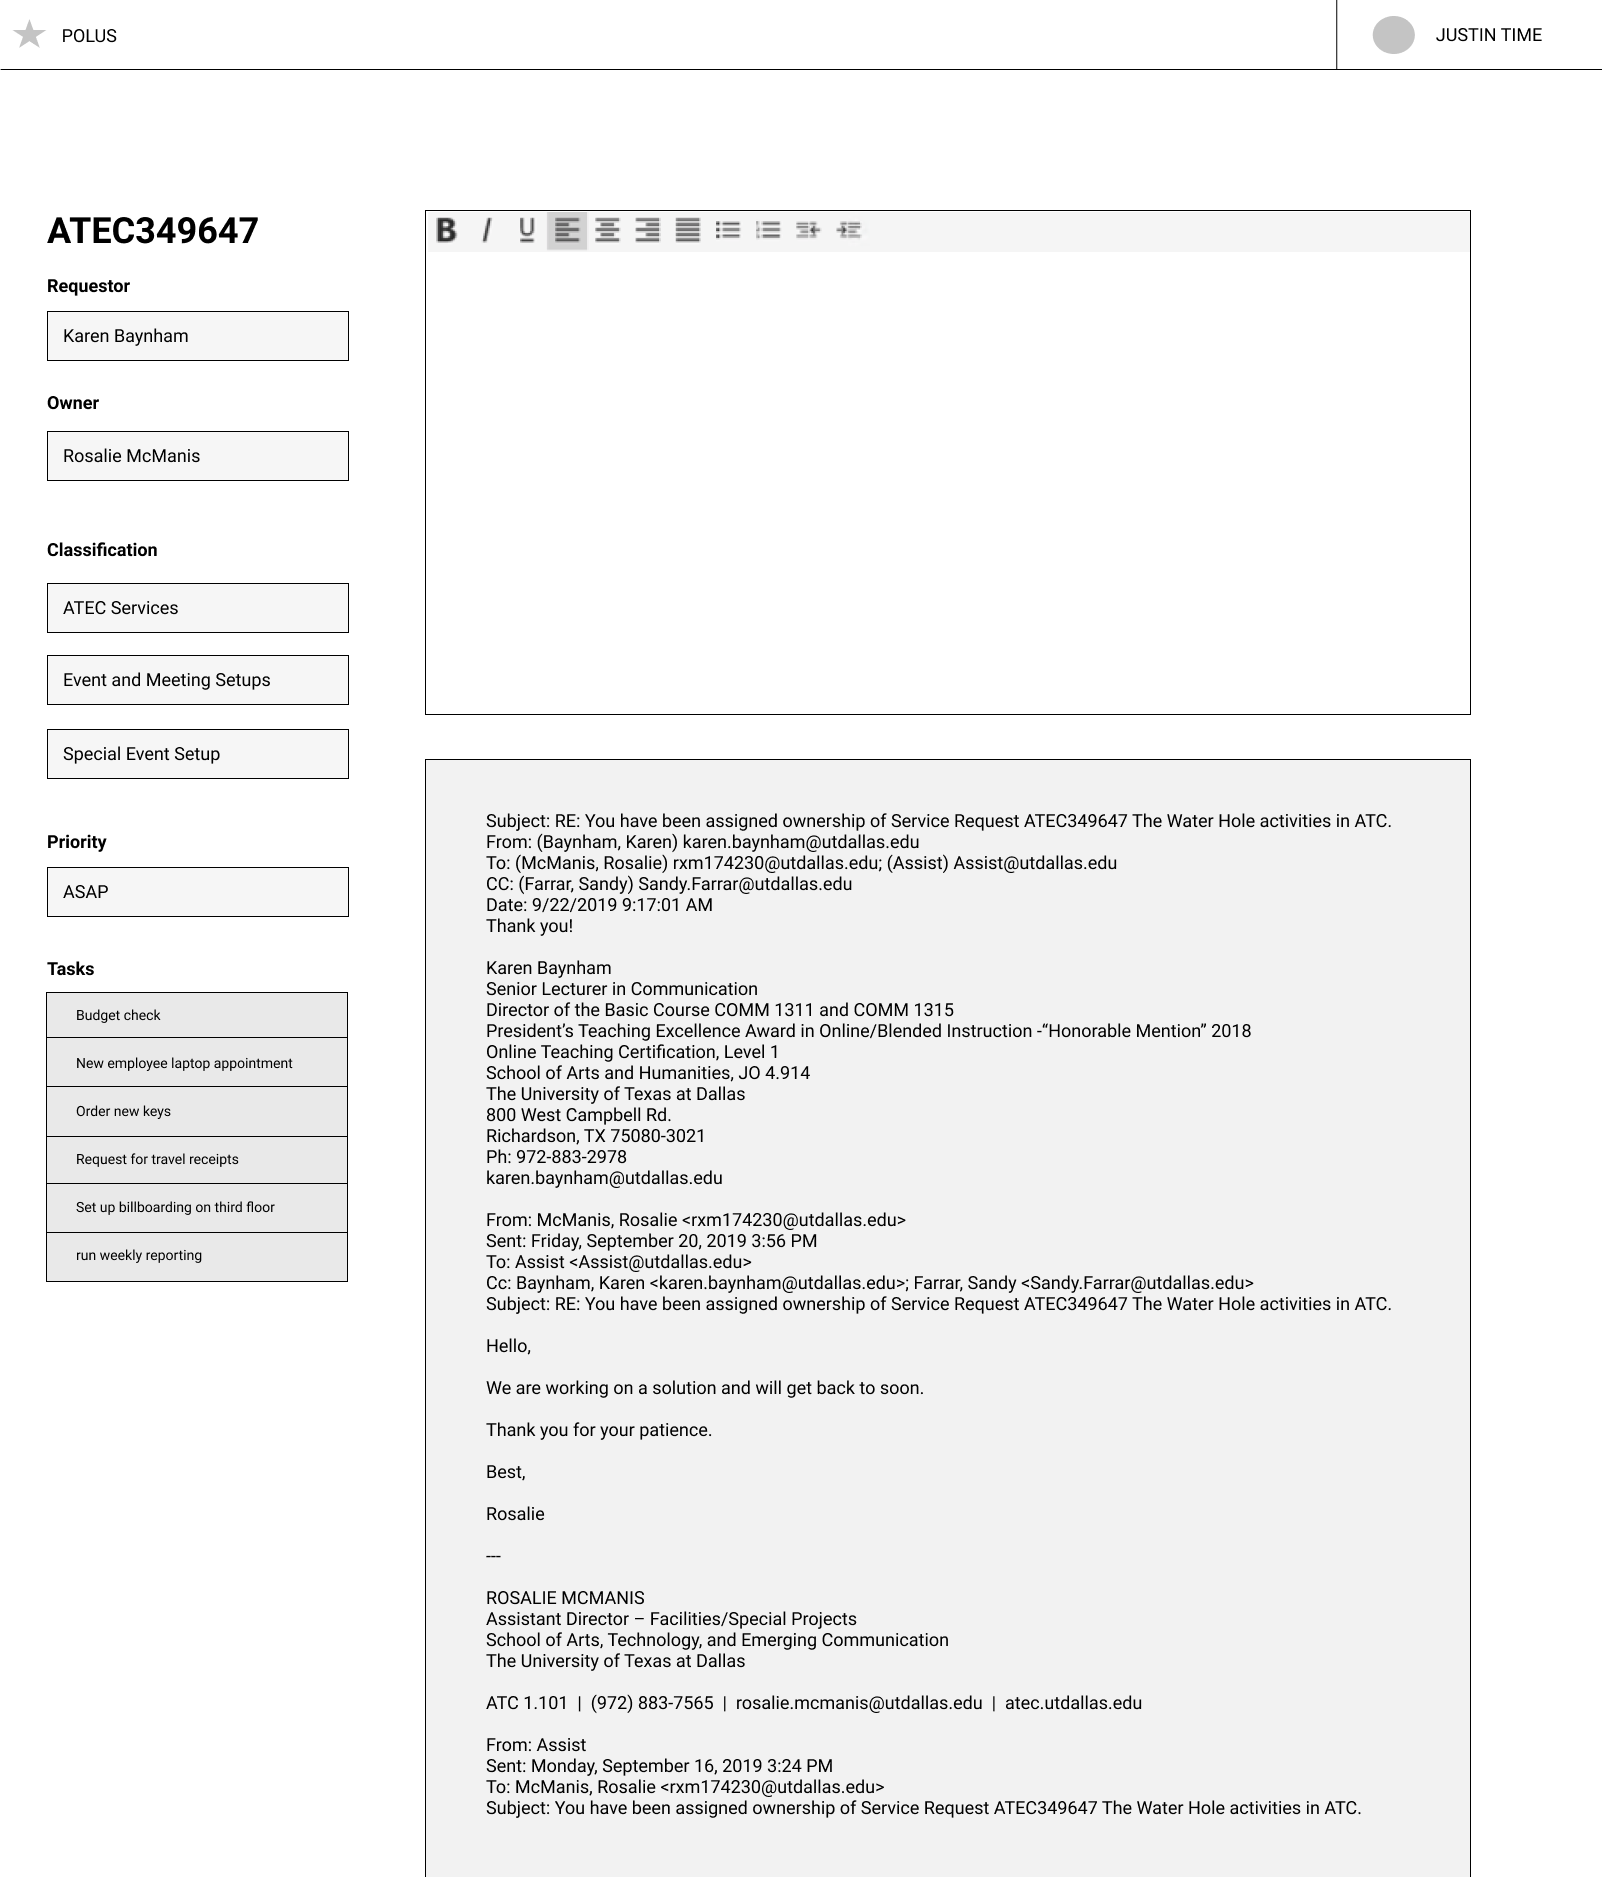 POLUS
JUSTIN TIME
ATEC349647
Requestor
Karen Baynham
Owner
Rosalie McManis
Classification
ATEC Services
Event and Meeting Setups
Special Event Setup
Priority
ASAP
Tasks
Budget check
New employee laptop appointment
Order new keys
Request for travel receipts
Set up billboarding on third floor
run weekly reporting
B I U
Subject: RE: You have been assigned ownership of Service Request ATEC349647 The Water Hole activities in ATC.
From: (Baynham, Karen) karen.baynham@utdallas.edu
To: (McManis, Rosalie) rxm174230@utdallas.edu; (Assist) Assist@utdallas.edu
CC: (Farrar, Sandy) Sandy.Farrar@utdallas.edu
Date: 9/22/2019 9:17:01 AM
Thank you!
Karen Baynham
Senior Lecturer in Communication
Director of the Basic Course COMM 1311 and COMM 1315
President’s Teaching Excellence Award in Online/Blended Instruction -“Honorable Mention” 2018
Online Teaching Certification, Level 1
School of Arts and Humanities, JO 4.914
The University of Texas at Dallas
800 West Campbell Rd.
Richardson, TX 75080-3021
Ph: 972-883-2978
karen.baynham@utdallas.edu
From: McManis, Rosalie <rxm174230@utdallas.edu>
Sent: Friday, September 20, 2019 3:56 PM
To: Assist <Assist@utdallas.edu>
Cc: Baynham, Karen <karen.baynham@utdallas.edu>; Farrar, Sandy <Sandy.Farrar@utdallas.edu>
Subject: RE: You have been assigned ownership of Service Request ATEC349647 The Water Hole activities in ATC.
Hello,
We are working on a solution and will get back to soon.
Thank you for your patience.
Best,
Rosalie
---
ROSALIE MCMANIS
Assistant Director – Facilities/Special Projects
School of Arts, Technology, and Emerging Communication
The University of Texas at Dallas
ATC 1.101 | (972) 883-7565 | rosalie.mcmanis@utdallas.edu | atec.utdallas.edu
From: Assist
Sent: Monday, September 16, 2019 3:24 PM
To: McManis, Rosalie <rxm174230@utdallas.edu>
Subject: You have been assigned ownership of Service Request ATEC349647 The Water Hole activities in ATC.